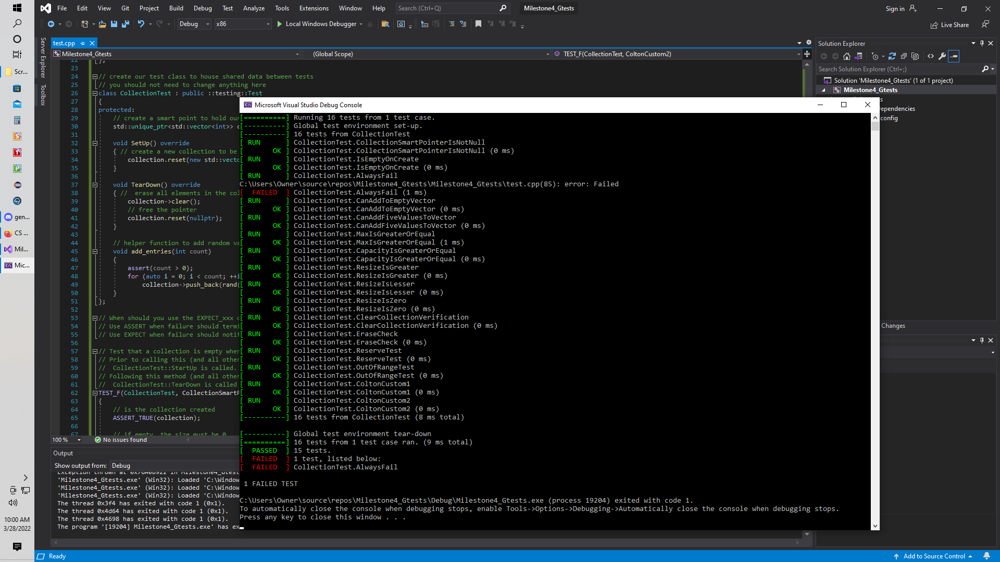 File Edit View Git Project Build Debug Test Analyze Tools Extensions Window Help Search (Ctrl+Q) Milestone4_Gtests Sign in
Debug x86 Local Windows Debugger Live Share
Server Explorer
Toolbox
test.cpp
Milestone4_Gtests (Global Scope) TEST_F(CollectionTest, ColtonCustom2)
22 };
23
24 // create our test class to house shared data between tests
25 // you should not need to change anything here
26 class CollectionTest : public ::testing::Test
27 {
28 protected:
29 // create a smart point to hold our
30 std::unique_ptr<std::vector<int>> c
31
32 void SetUp() override
33 { // create a new collection to be
34 collection.reset(new std::vecto
35 }
36
37 void TearDown() override
38 { // erase all elements in the col
39 collection->clear();
40 // free the pointer
41 collection.reset(nullptr);
42 }
43
44 // helper function to add random va
45 void add_entries(int count)
46 {
47 assert(count > 0);
48 for (auto i = 0; i < count; ++i
49 collection->push_back(rand(
50 }
51 };
52
53 // When should you use the EXPECT_xxx o
54 // Use ASSERT when failure should termi
55 // Use EXPECT when failure should notif
56
57 // Test that a collection is empty when
58 // Prior to calling this (and all other
59 // CollectionTest::StartUp is called.
60 // Following this method (and all other
61 // CollectionTest::TearDown is called
62 TEST_F(CollectionTest, CollectionSmartP
63 {
64 // is the collection created
65 ASSERT_TRUE(collection);
66
67 // if empty, the size must be 0
100 % No issues found
Output
Show output from: Debug
Exception thrown at 0x76A0B922 in Milestone4_Gtest
'Milestone4_Gtests.exe' (Win32): Loaded 'C:\Window
'Milestone4_Gtests.exe' (Win32): Loaded 'C:\Window
'Milestone4_Gtests.exe' (Win32): Loaded 'C:\Window
The thread 0x3f4 has exited with code 1 (0x1).
The thread 0x4d64 has exited with code 1 (0x1).
The thread 0x4698 has exited with code 1 (0x1).
The program '[19204] Milestone4_Gtests.exe' has ex
Microsoft Visual Studio Debug Console
[==========] Running 16 tests from 1 test case.
[----------] Global test environment set-up.
[----------] 16 tests from CollectionTest
[ RUN ] CollectionTest.CollectionSmartPointerIsNotNull
[ OK ] CollectionTest.CollectionSmartPointerIsNotNull (0 ms)
[ RUN ] CollectionTest.IsEmptyOnCreate
[ OK ] CollectionTest.IsEmptyOnCreate (0 ms)
[ RUN ] CollectionTest.AlwaysFail
C:\Users\Owner\source\repos\Milestone4_Gtests\Milestone4_Gtests\test.cpp(85): error: Failed
[ FAILED ] CollectionTest.AlwaysFail (1 ms)
[ RUN ] CollectionTest.CanAddToEmptyVector
[ OK ] CollectionTest.CanAddToEmptyVector (0 ms)
[ RUN ] CollectionTest.CanAddFiveValuesToVector
[ OK ] CollectionTest.CanAddFiveValuesToVector (0 ms)
[ RUN ] CollectionTest.MaxIsGreaterOrEqual
[ OK ] CollectionTest.MaxIsGreaterOrEqual (1 ms)
[ RUN ] CollectionTest.CapacityIsGreaterOrEqual
[ OK ] CollectionTest.CapacityIsGreaterOrEqual (0 ms)
[ RUN ] CollectionTest.ResizeIsGreater
[ OK ] CollectionTest.ResizeIsGreater (0 ms)
[ RUN ] CollectionTest.ResizeIsLesser
[ OK ] CollectionTest.ResizeIsLesser (0 ms)
[ RUN ] CollectionTest.ResizeIsZero
[ OK ] CollectionTest.ResizeIsZero (0 ms)
[ RUN ] CollectionTest.ClearCollectionVerification
[ OK ] CollectionTest.ClearCollectionVerification (0 ms)
[ RUN ] CollectionTest.EraseCheck
[ OK ] CollectionTest.EraseCheck (0 ms)
[ RUN ] CollectionTest.ReserveTest
[ OK ] CollectionTest.ReserveTest (0 ms)
[ RUN ] CollectionTest.OutOfRangeTest
[ OK ] CollectionTest.OutOfRangeTest (0 ms)
[ RUN ] CollectionTest.ColtonCustom1
[ OK ] CollectionTest.ColtonCustom1 (0 ms)
[ RUN ] CollectionTest.ColtonCustom2
[ OK ] CollectionTest.ColtonCustom2 (0 ms)
[----------] 16 tests from CollectionTest (8 ms total)
[----------] Global test environment tear-down
[==========] 16 tests from 1 test case ran. (9 ms total)
[ PASSED ] 15 tests.
[ FAILED ] 1 test, listed below:
[ FAILED ] CollectionTest.AlwaysFail
1 FAILED TEST
C:\Users\Owner\source\repos\Milestone4_Gtests\Debug\Milestone4_Gtests.exe (process 19204) exited with code 1.
To automatically close the console when debugging stops, enable Tools->Options->Debugging->Automatically close the console when debugging stops.
Press any key to close this window . . .
Solution Explorer
Search Solution Explorer (Ctrl+;)
Solution 'Milestone4_Gtests' (1 of 1 project)
Milestone4_Gtests
s
ependencies
config
Changes
Scr...
gen...
CS ...
Mil...
Mic...
10:00 AM
3/28/2022
Ready Add to Source Control